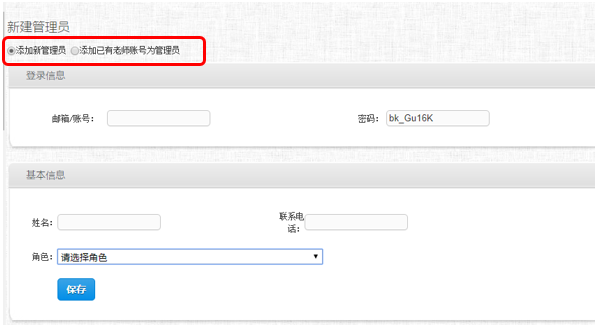 新建管理员
添加新管理员 添加已有老师账号为管理员
登录信息
邮箱/账号： 密码： bk_Gu16K
基本信息
姓名： 联系电话：
角色： 请选择角色
保存